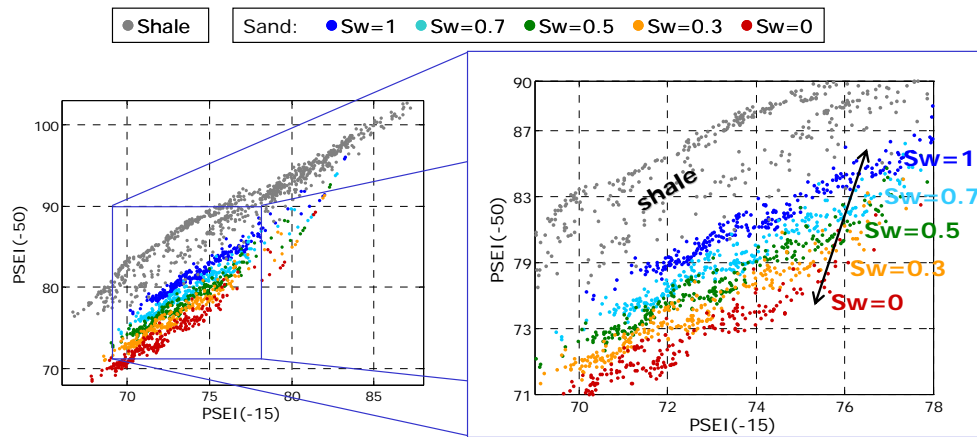 Shale Sand: Sw=1 Sw=0.7 Sw=0.5 Sw=0.3 Sw=0
100
90
80
70
70 75 80 85
PSEI(-15)
PSEI(-50)
90
87
83
79
73
71
70 72 74 76 78
PSEI(-15)
PSEI(-50)
shale
Sw=1
Sw=0.7
Sw=0.5
Sw=0.3
Sw=0